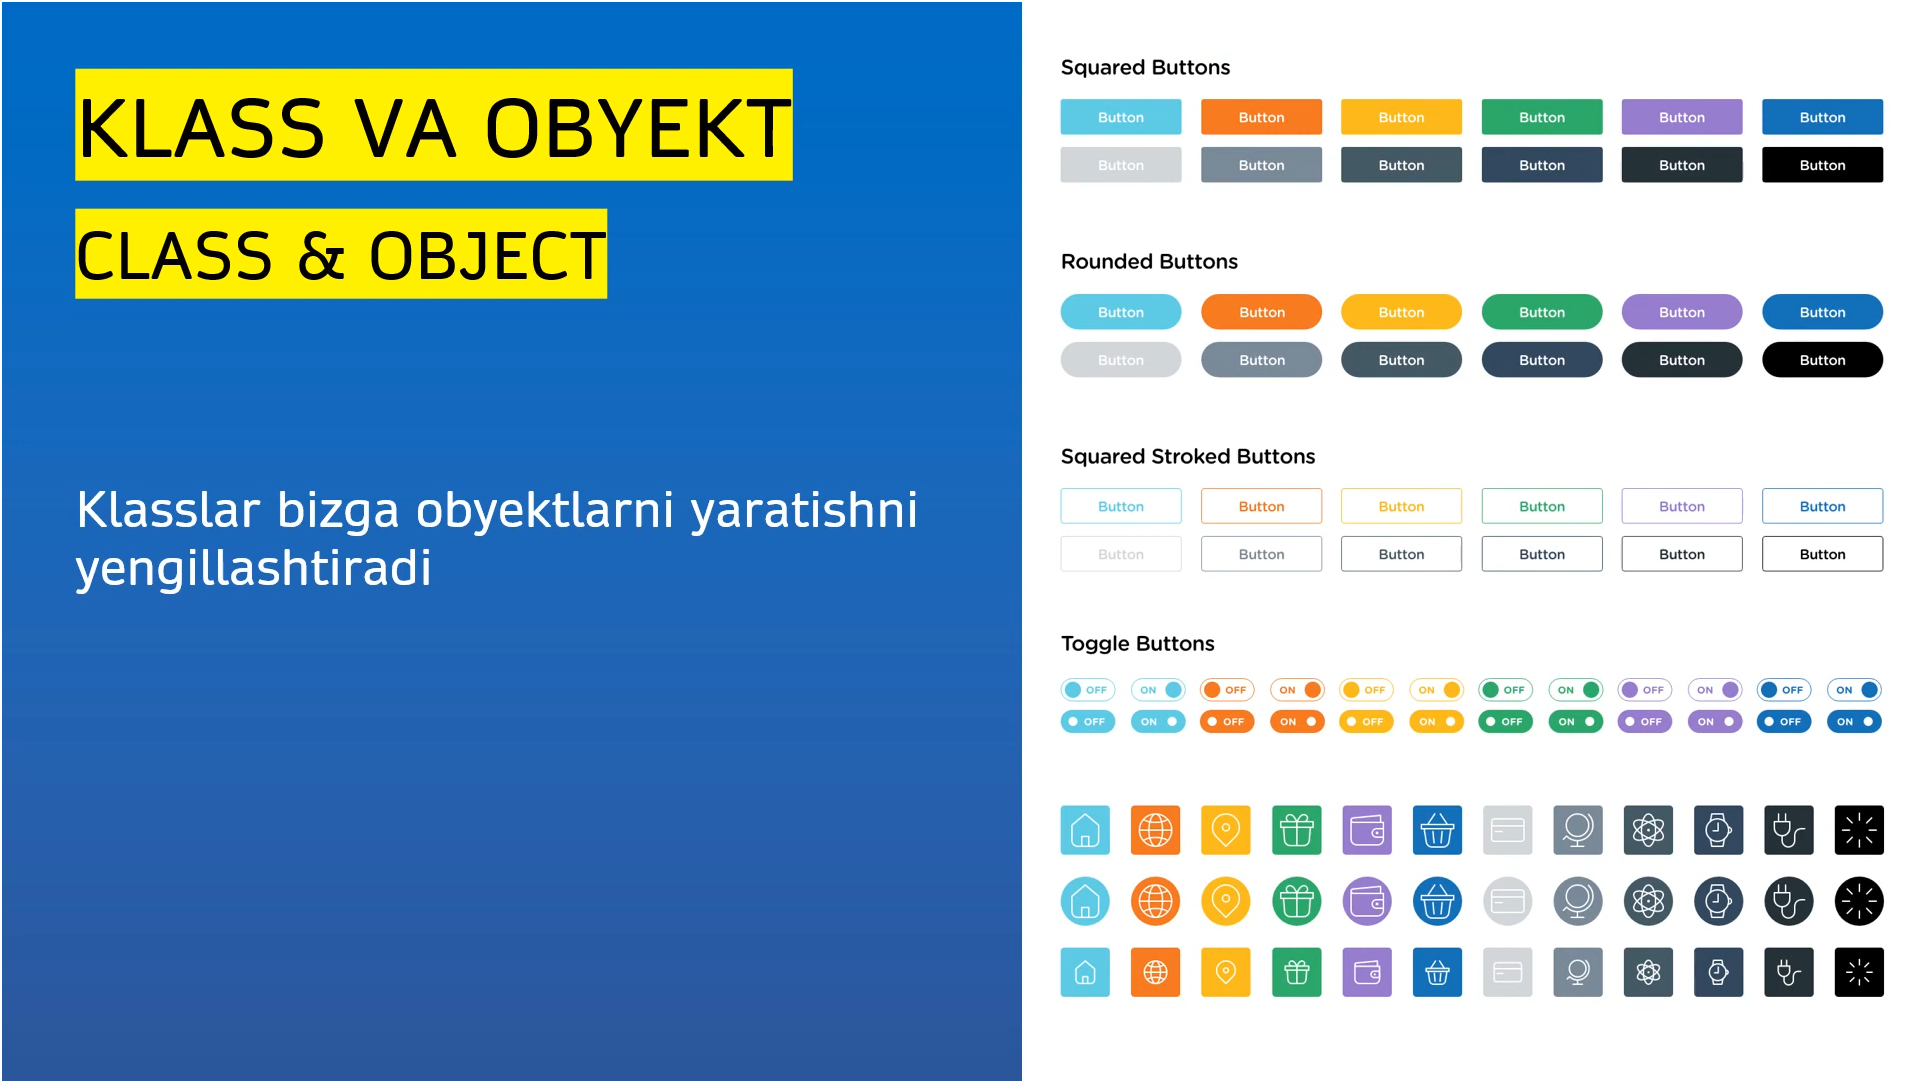 KLASS VA OBYEKT
CLASS & OBJECT
Klasslar bizga obyektlarni yaratishni
yengillashtiradi
Squared Buttons
Button Button Button Button Button Button
Button Button Button Button Button Button
Rounded Buttons
Button Button Button Button Button Button
Button Button Button Button Button Button
Squared Stroked Buttons
Button Button Button Button Button Button
Button Button Button Button Button Button
Toggle Buttons
OFF ON OFF ON OFF ON OFF ON OFF ON OFF ON
OFF ON OFF ON OFF ON OFF ON OFF ON OFF ON